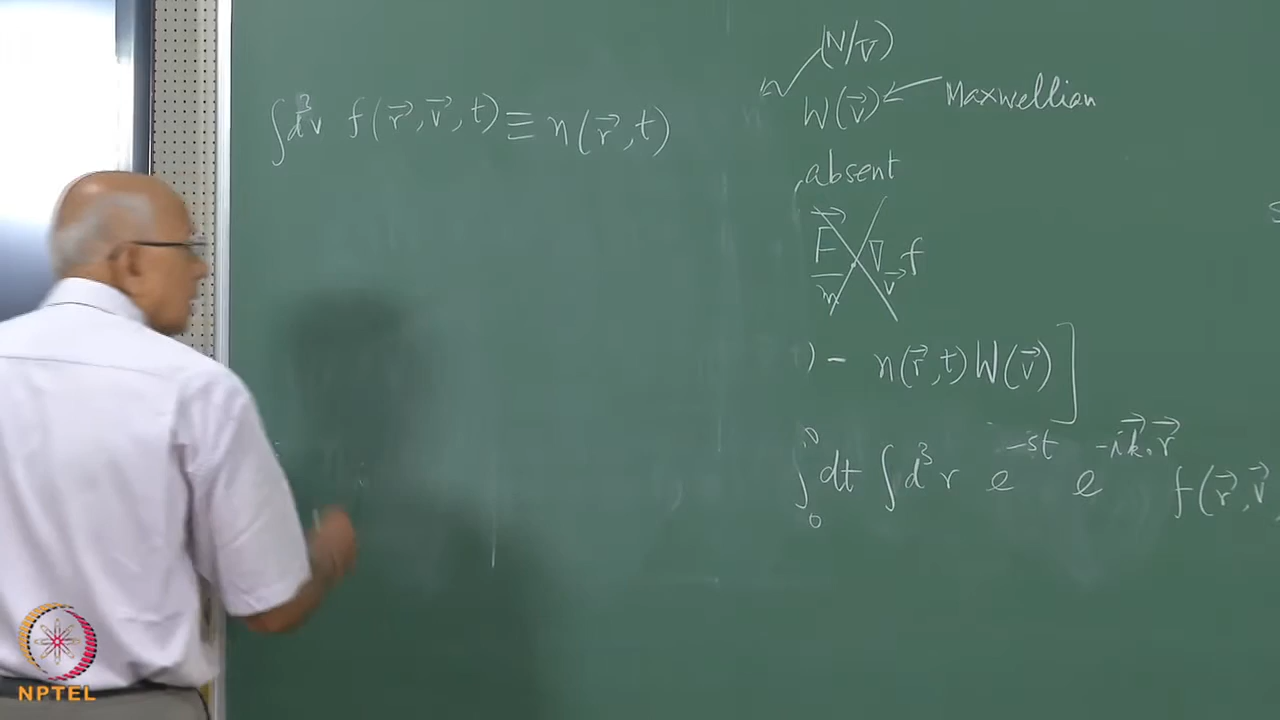 ∫d³v f(r⃗, v⃗, t) ≡ n(r⃗, t)
(N/V)
W(v⃗) ← Maxwellian
absent
F⃗/m ∇_v⃗ f
) - n(r⃗, t) W(v⃗) ]
∫₀^∞ dt ∫ d³r e^{-st} e^{-ik⃗.r⃗} f(r⃗, v⃗,
NPTEL